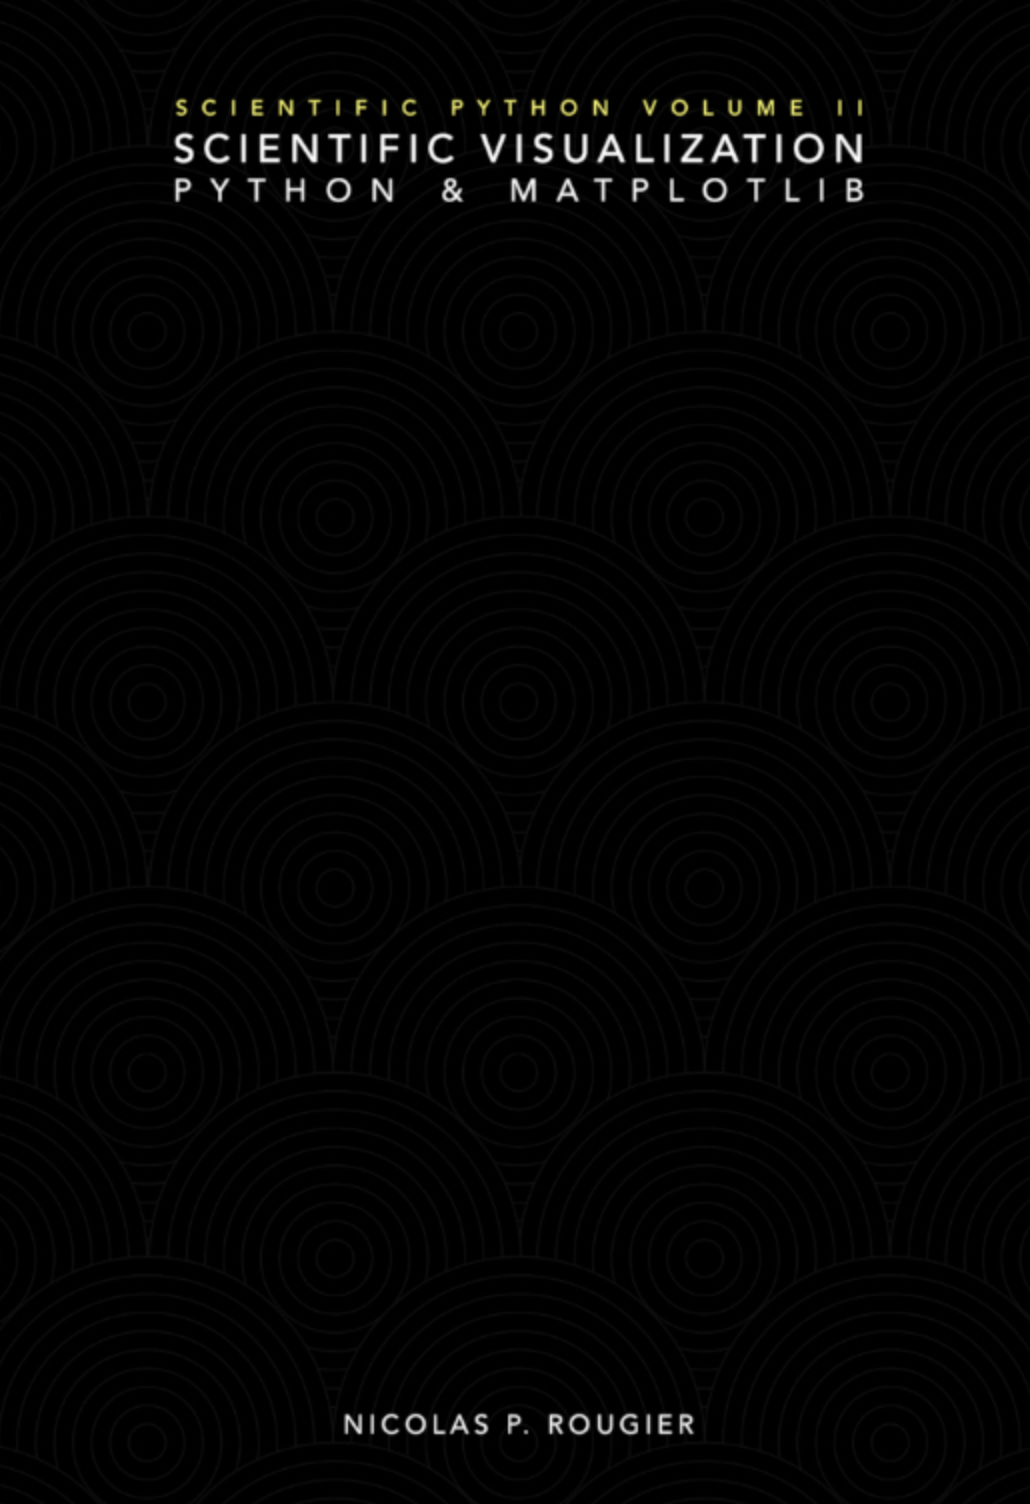 SCIENTIFIC PYTHON VOLUME II
SCIENTIFIC VISUALIZATION
PYTHON & MATPLOTLIB
NICOLAS P. ROUGIER